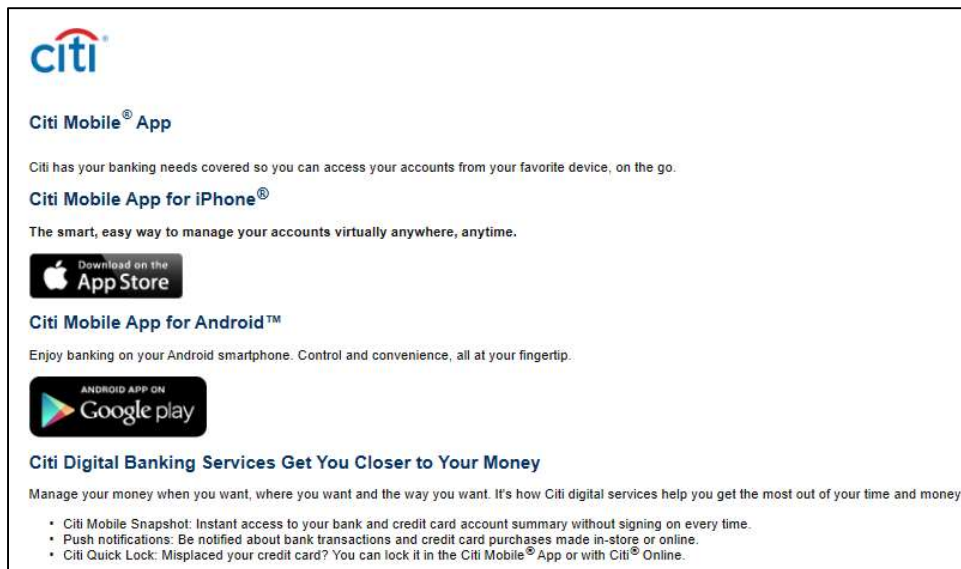 citi®
Citi Mobile® App
Citi has your banking needs covered so you can access your accounts from your favorite device, on the go.
Citi Mobile App for iPhone®
The smart, easy way to manage your accounts virtually anywhere, anytime.
Download on the
App Store
Citi Mobile App for Android™
Enjoy banking on your Android smartphone. Control and convenience, all at your fingertip.
ANDROID APP ON
Google play
Citi Digital Banking Services Get You Closer to Your Money
Manage your money when you want, where you want and the way you want. It's how Citi digital services help you get the most out of your time and money
• Citi Mobile Snapshot: Instant access to your bank and credit card account summary without signing on every time.
• Push notifications: Be notified about bank transactions and credit card purchases made in-store or online.
• Citi Quick Lock: Misplaced your credit card? You can lock it in the Citi Mobile® App or with Citi® Online.